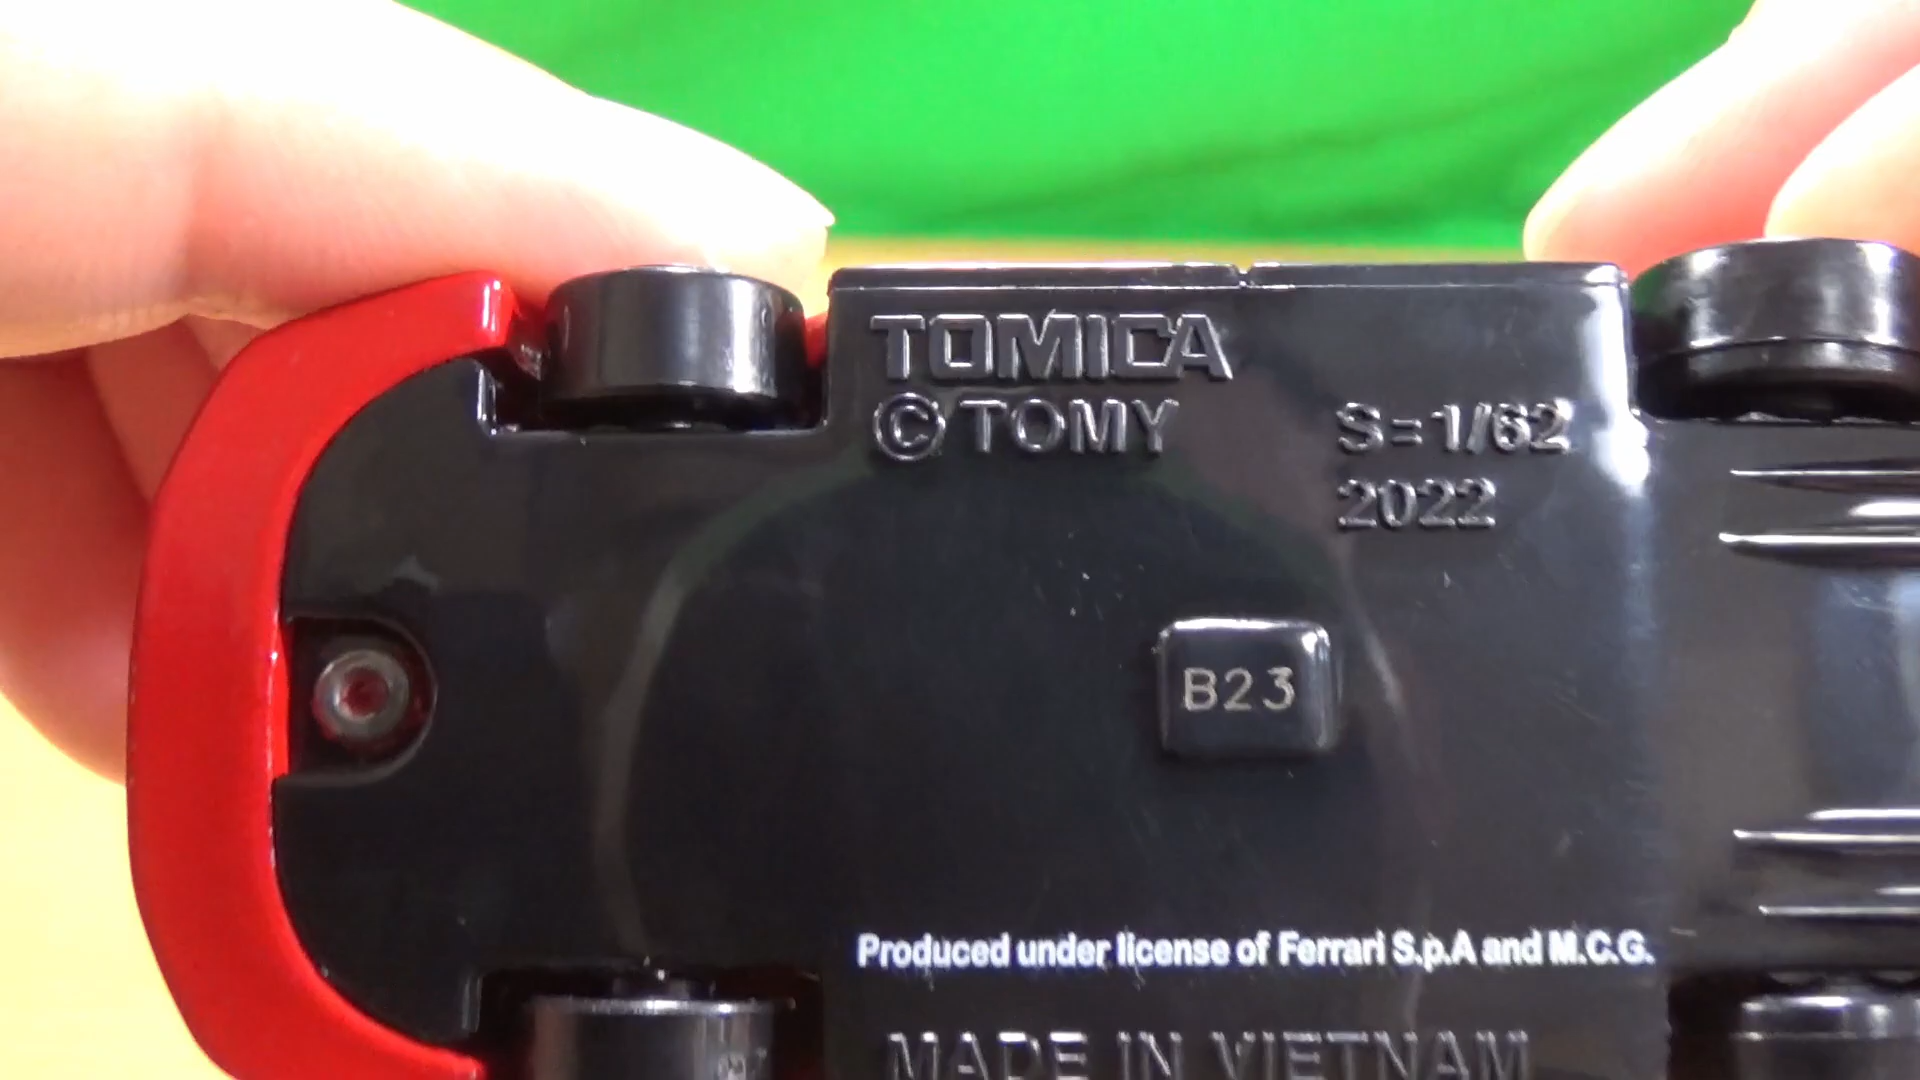 TOMICA
©TOMY
S=1/62
2022
B23
Produced under license of Ferrari S.p.A and M.C.G.
MADE IN VIETNAM